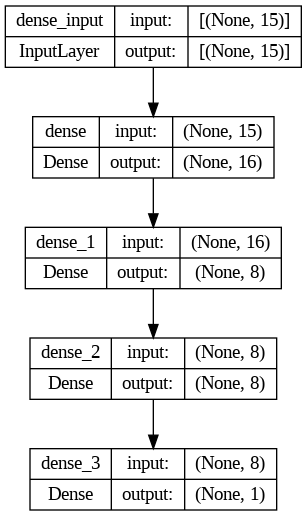 dense_input input: [(None, 15)]
InputLayer output: [(None, 15)]
dense input: (None, 15)
Dense output: (None, 16)
dense_1 input: (None, 16)
Dense output: (None, 8)
dense_2 input: (None, 8)
Dense output: (None, 8)
dense_3 input: (None, 8)
Dense output: (None, 1)